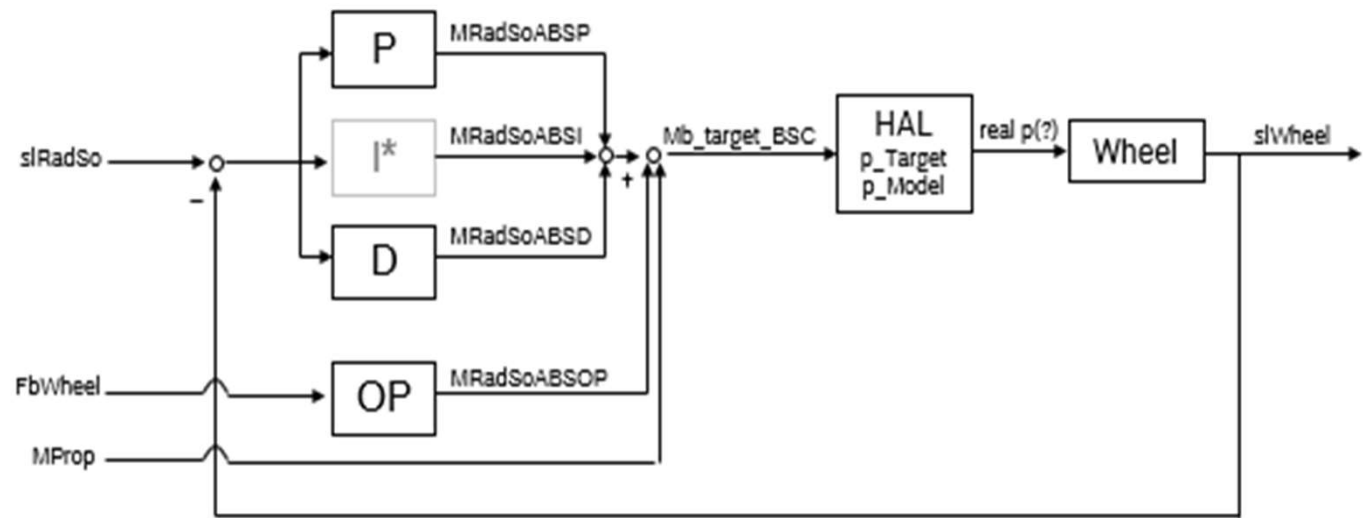 P
MRadSoABSP
slRadSo
I*
MRadSoABSI
D
MRadSoABSD
+
−
Mb_target_BSC
HAL
p_Target
p_Model
real p(?)
Wheel
slWheel
FbWheel
OP
MRadSoABSOP
MProp